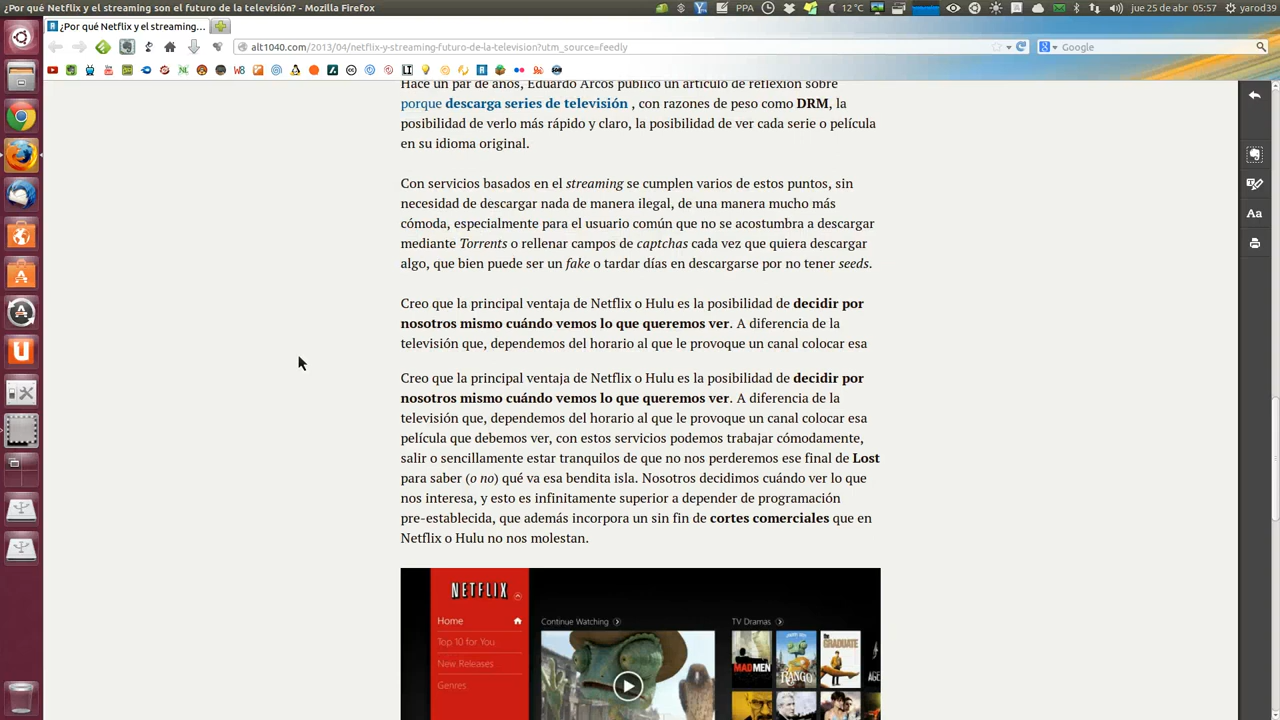 ¿Por qué Netflix y el streaming son el futuro de la televisión? - Mozilla Firefox
PPA
12 °C
jue 25 de abr
05:57
yarod39
¿Por qué Netflix y el streaming...
alt1040.com/2013/04/netflix-y-streaming-futuro-de-la-television?utm_source=feedly
Google
Hace un par de años, Eduardo Arcos publicó un artículo de reflexión sobre
porque descarga series de televisión , con razones de peso como DRM, la
posibilidad de verlo más rápido y claro, la posibilidad de ver cada serie o película
en su idioma original.
Con servicios basados en el streaming se cumplen varios de estos puntos, sin
necesidad de descargar nada de manera ilegal, de una manera mucho más
cómoda, especialmente para el usuario común que no se acostumbra a descargar
mediante Torrents o rellenar campos de captchas cada vez que quiera descargar
algo, que bien puede ser un fake o tardar días en descargarse por no tener seeds.
Creo que la principal ventaja de Netflix o Hulu es la posibilidad de decidir por
nosotros mismo cuándo vemos lo que queremos ver. A diferencia de la
televisión que, dependemos del horario al que le provoque un canal colocar esa
Creo que la principal ventaja de Netflix o Hulu es la posibilidad de decidir por
nosotros mismo cuándo vemos lo que queremos ver. A diferencia de la
televisión que, dependemos del horario al que le provoque un canal colocar esa
película que debemos ver, con estos servicios podemos trabajar cómodamente,
salir o sencillamente estar tranquilos de que no nos perderemos ese final de Lost
para saber (o no) qué va esa bendita isla. Nosotros decidimos cuándo ver lo que
nos interesa, y esto es infinitamente superior a depender de programación
pre-establecida, que además incorpora un sin fin de cortes comerciales que en
Netflix o Hulu no nos molestan.
Aa
NETFLIX
Home
Top 10 for You
New Releases
Genres
Continue Watching
TV Dramas
MADMEN
RANGO
the GRADUATE